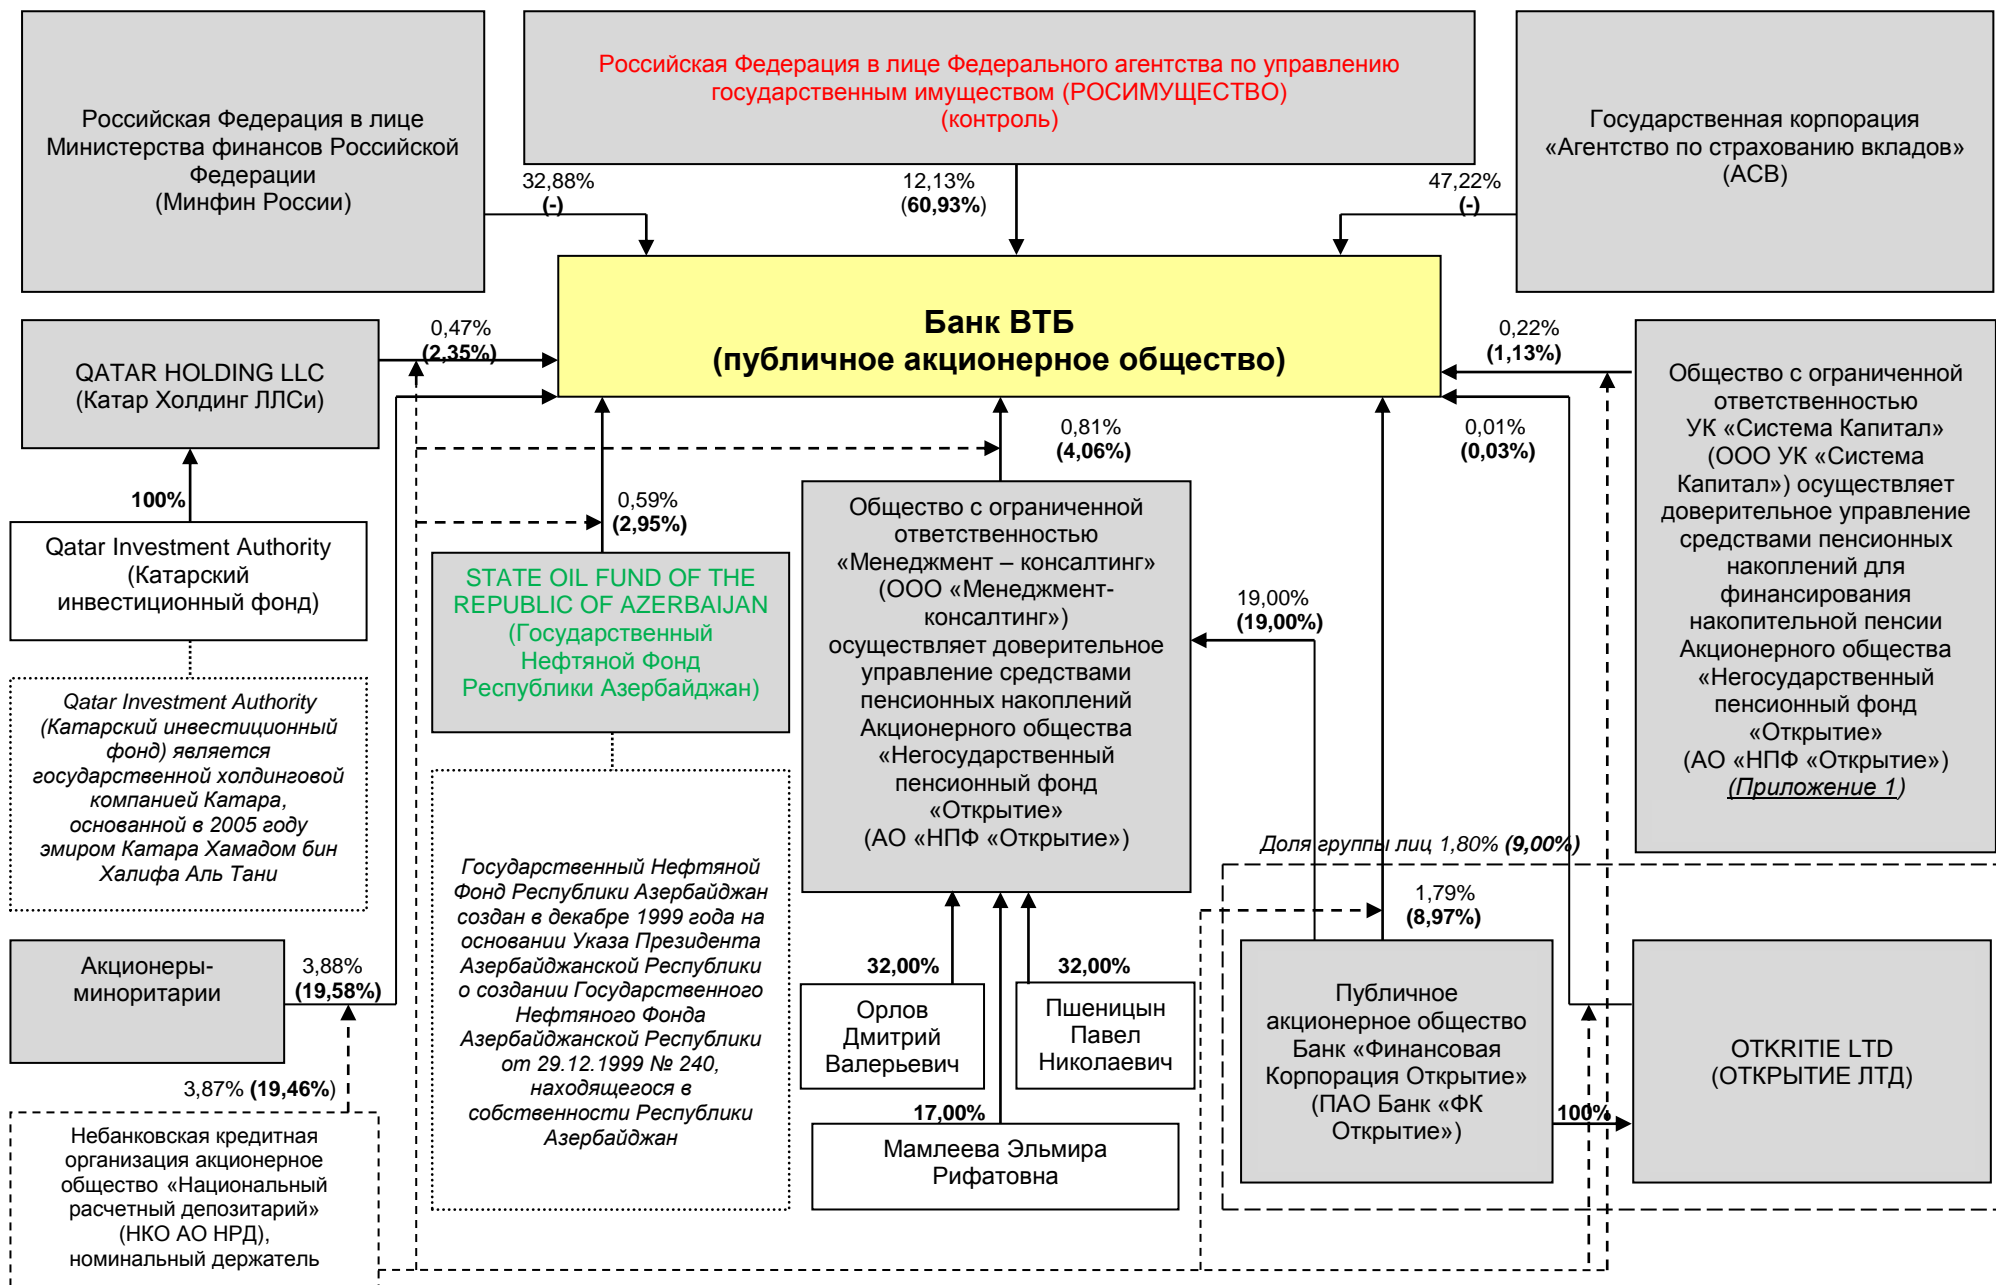 Российская Федерация в лице
Министерства финансов Российской
Федерации
(Минфин России)
Российская Федерация в лице Федерального агентства по управлению
государственным имуществом (РОСИМУЩЕСТВО)
(контроль)
Государственная корпорация
«Агентство по страхованию вкладов»
(АСВ)
32,88%
(-)
12,13%
(60,93%)
47,22%
(-)
Банк ВТБ
(публичное акционерное общество)
QATAR HOLDING LLC
(Катар Холдинг ЛЛСи)
0,47%
(2,35%)
0,22%
(1,13%)
Общество с ограниченной
ответственностью
УК «Система Капитал»
(ООО УК «Система
Капитал») осуществляет
доверительное управление
средствами пенсионных
накоплений для
финансирования
накопительной пенсии
Акционерного общества
«Негосударственный
пенсионный фонд
«Открытие»
(АО «НПФ «Открытие»)
(Приложение 1)
100%
Qatar Investment Authority
(Катарский
инвестиционный фонд)
Qatar Investment Authority
(Катарский инвестиционный
фонд) является
государственной холдинговой
компанией Катара,
основанной в 2005 году
эмиром Катара Хамадом бин
Халифа Аль Тани
0,59%
(2,95%)
STATE OIL FUND OF THE
REPUBLIC OF AZERBAIJAN
(Государственный
Нефтяной Фонд
Республики Азербайджан)
Государственный Нефтяной
Фонд Республики Азербайджан
создан в декабре 1999 года на
основании Указа Президента
Азербайджанской Республики
о создании Государственного
Нефтяного Фонда
Азербайджанской Республики
от 29.12.1999 № 240,
находящегося в
собственности Республики
Азербайджан
0,81%
(4,06%)
Общество с ограниченной
ответственностью
«Менеджмент – консалтинг»
(ООО «Менеджмент-
консалтинг»)
осуществляет доверительное
управление средствами
пенсионных накоплений
Акционерного общества
«Негосударственный
пенсионный фонд
«Открытие»
(АО «НПФ «Открытие»)
0,01%
(0,03%)
19,00%
(19,00%)
Доля группы лиц 1,80% (9,00%)
1,79%
(8,97%)
Акционеры-
миноритарии
3,88%
(19,58%)
3,87% (19,46%)
Небанковская кредитная
организация акционерное
общество «Национальный
расчетный депозитарий»
(НКО АО НРД),
номинальный держатель
32,00%
Орлов
Дмитрий
Валерьевич
32,00%
Пшеницын
Павел
Николаевич
17,00%
Мамлеева Эльмира
Рифатовна
Публичное
акционерное общество
Банк «Финансовая
Корпорация Открытие»
(ПАО Банк «ФК
Открытие»)
100%
OTKRITIE LTD
(ОТКРЫТИЕ ЛТД)